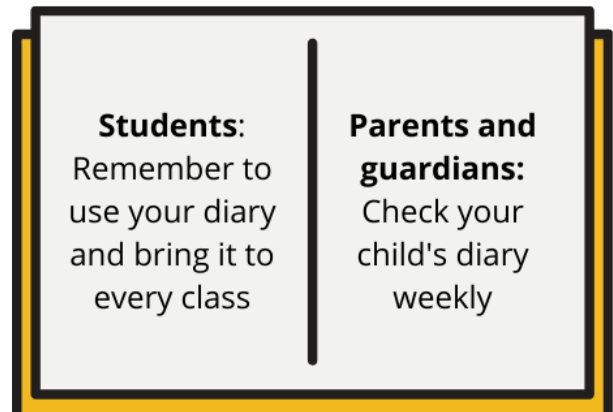 Students:
Remember to
use your diary
and bring it to
every class
Parents and
guardians:
Check your
child's diary
weekly